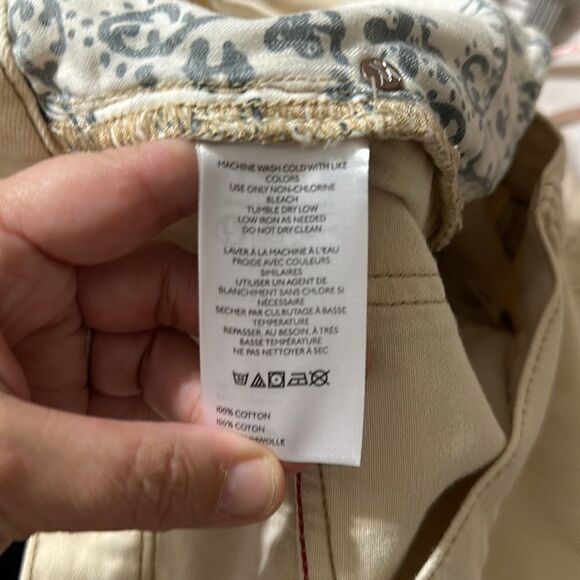 MACHINE WASH COLD WITH LIKE
COLORS
USE ONLY NON-CHLORINE
BLEACH
TUMBLE DRY LOW
LOW IRON AS NEEDED
DO NOT DRY CLEAN
LAVER À LA MACHINE À L'EAU
FROIDE AVEC COULEURS
SIMILAIRES
UTILISER UN AGENT DE
BLANCHIMENT SANS CHLORE SI
NÉCESSAIRE
SECHER PAR CULBUTAGE À BASSE
TEMPERATURE
REPASSER, AU BESOIN, À TRÈS
BASSE TEMPÉRATURE
NE PAS NETTOYER À SEC
100% COTTON
100% COTON